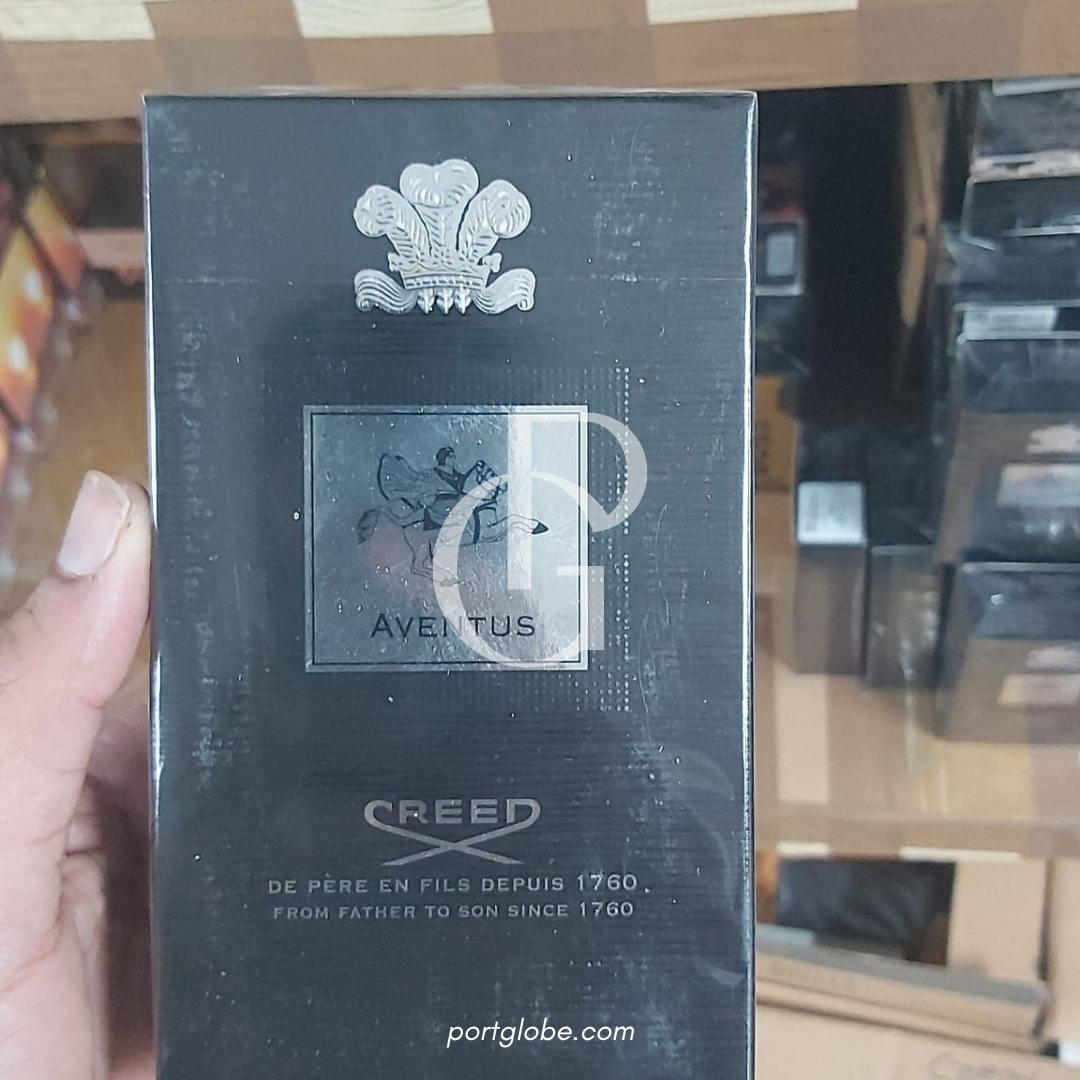 AVENTUS
CREED
DE PÈRE EN FILS DEPUIS 1760.
FROM FATHER TO SON SINCE 1760
portglobe.com